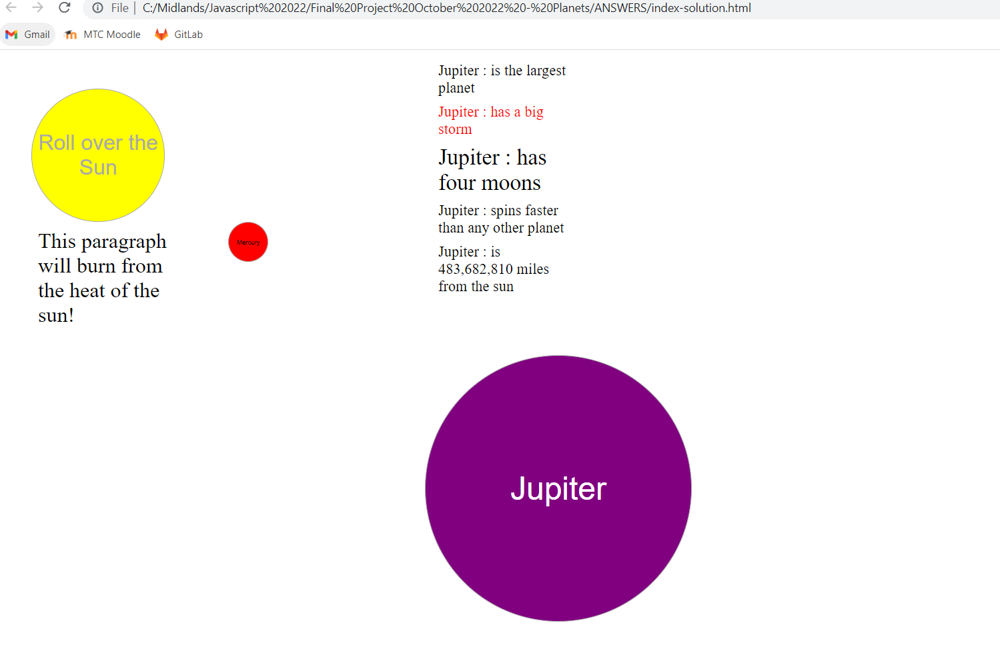 File | C:/Midlands/Javascript%202022/Final%20Project%20October%202022%20-%20Planets/ANSWERS/index-solution.html
Gmail MTC Moodle GitLab
Roll over the
Sun
This paragraph
will burn from
the heat of the
sun!
Mercury
Jupiter : is the largest
planet
Jupiter : has a big
storm
Jupiter : has
four moons
Jupiter : spins faster
than any other planet
Jupiter : is
483,682,810 miles
from the sun
Jupiter